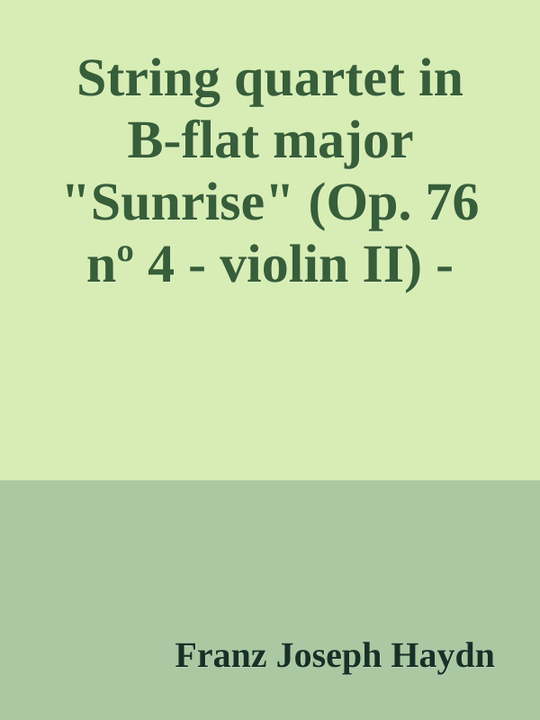 String quartet in
B-flat major
"Sunrise" (Op. 76
nº 4 - violin II) -
Franz Joseph Haydn